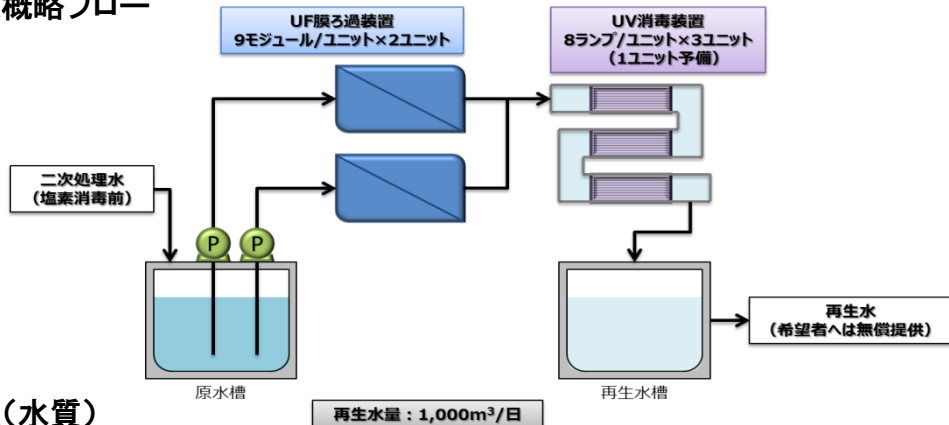 概略フロー
UF膜ろ過装置
9モジュール/ユニット×2ユニット
UV消毒装置
8ランプ/ユニット×3ユニット
（1ユニット予備）
二次処理水
（塩素消毒前）
P
P
再生水
（希望者へは無償提供）
原水槽
再生水槽
（水質）
再生水量：1,000m³/日